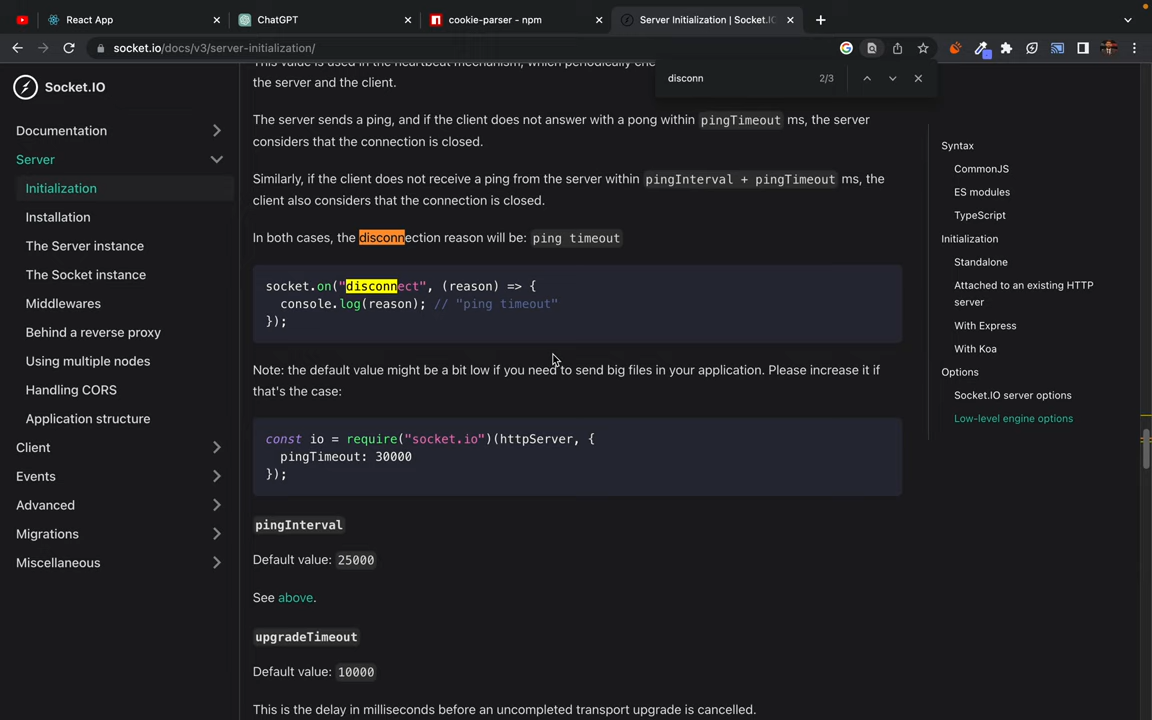 React App
ChatGPT
cookie-parser - npm
Server Initialization | Socket.IO
socket.io/docs/v3/server-initialization/
disconn
2/3
Socket.IO
Documentation
Server
Initialization
Installation
The Server instance
The Socket instance
Middlewares
Behind a reverse proxy
Using multiple nodes
Handling CORS
Application structure
Client
Events
Advanced
Migrations
Miscellaneous
This value is used in the heartbeat mechanism, which periodically
the server and the client.
The server sends a ping, and if the client does not answer with a pong within pingTimeout ms, the server
considers that the connection is closed.
Similarly, if the client does not receive a ping from the server within pingInterval + pingTimeout ms, the
client also considers that the connection is closed.
In both cases, the disconnection reason will be: ping timeout
socket.on("disconnect", (reason) => {
console.log(reason); // "ping timeout"
});
Note: the default value might be a bit low if you need to send big files in your application. Please increase it if
that's the case:
const io = require("socket.io")(httpServer, {
pingTimeout: 30000
});
pingInterval
Default value: 25000
See above.
upgradeTimeout
Default value: 10000
This is the delay in milliseconds before an uncompleted transport upgrade is cancelled.
Syntax
CommonJS
ES modules
TypeScript
Initialization
Standalone
Attached to an existing HTTP
server
With Express
With Koa
Options
Socket.IO server options
Low-level engine options